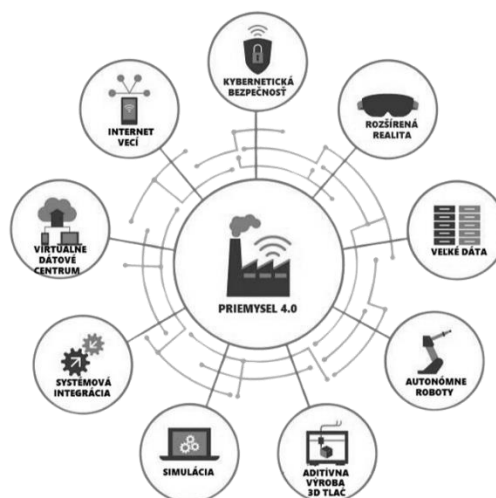 KYBERNETICKÁ
BEZPEČNOSŤ
ROZŠÍRENÁ
REALITA
VEĽKÉ DÁTA
AUTONÓMNE
ROBOTY
ADITÍVNA
VÝROBA
3D TLAČ
SIMULÁCIA
SYSTÉMOVÁ
INTEGRÁCIA
VIRTUÁLNE
DÁTOVÉ
CENTRUM
INTERNET
VECÍ
PRIEMYSEL 4.0